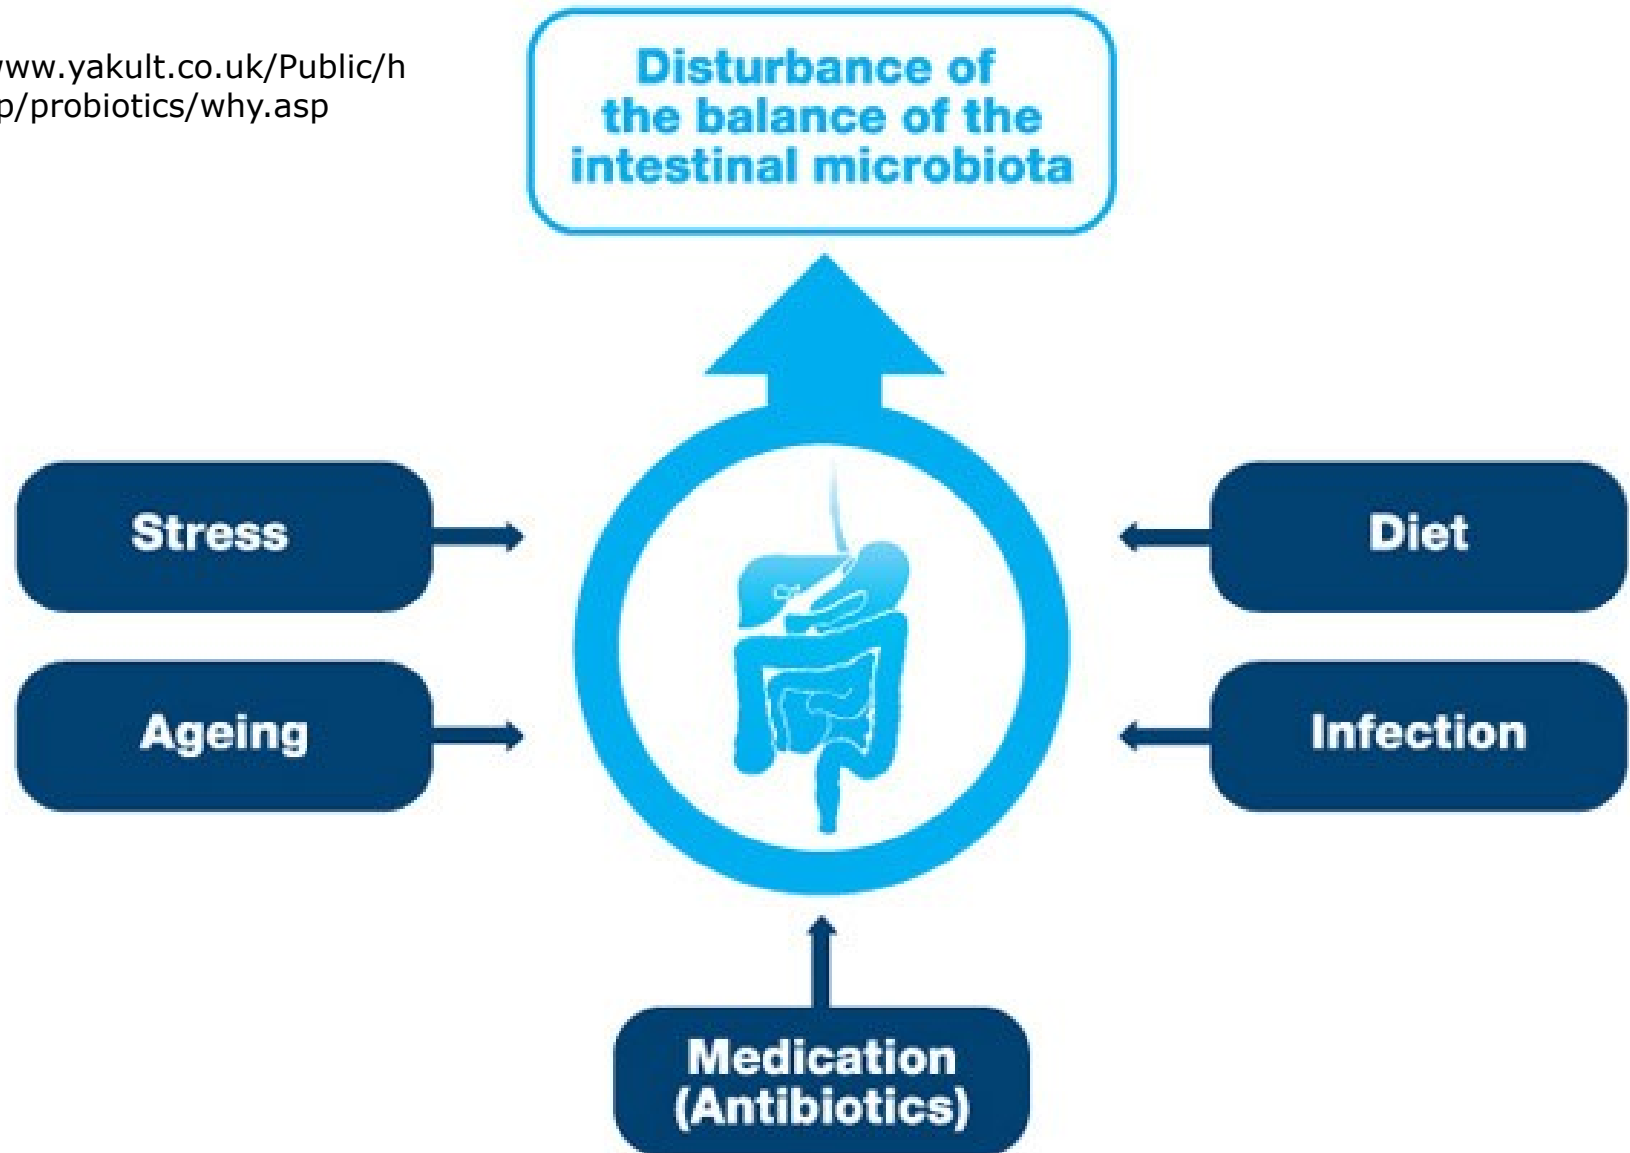 www.yakult.co.uk/Public/h
p/probiotics/why.asp
Disturbance of
the balance of the
intestinal microbiota
Stress
Diet
Ageing
Infection
Medication
(Antibiotics)